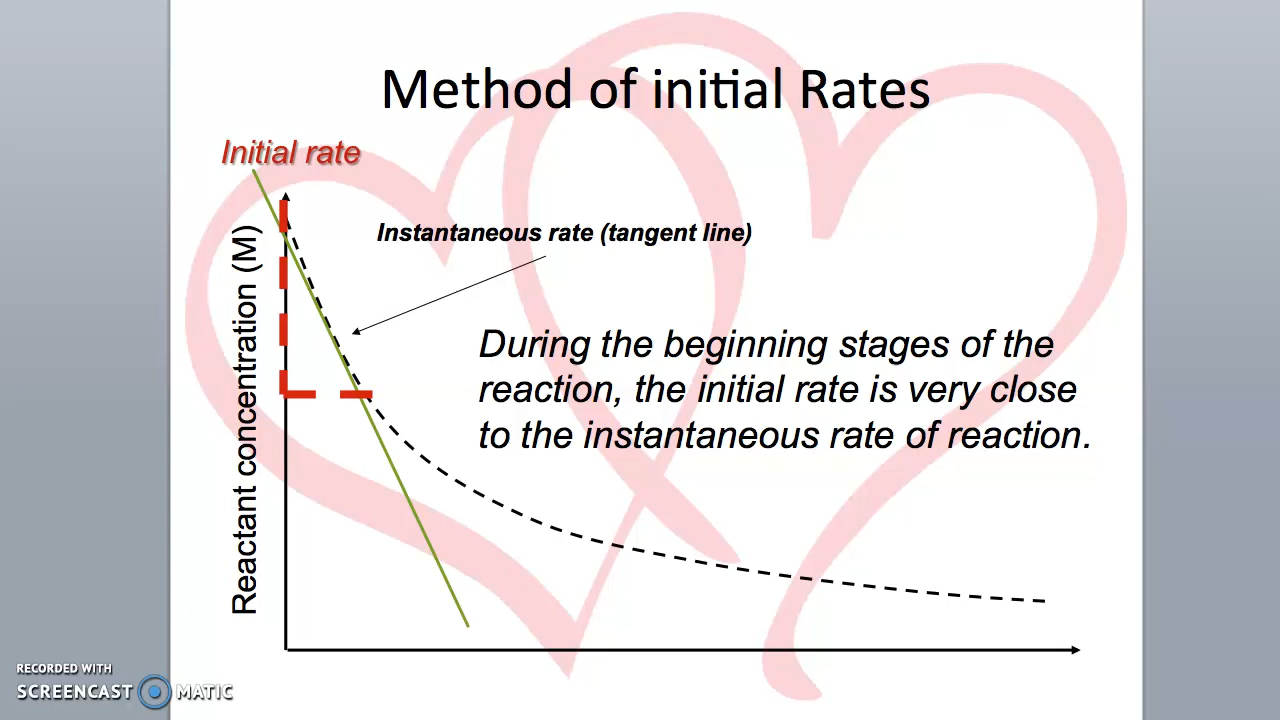 Method of initial Rates
Initial rate
Instantaneous rate (tangent line)
Reactant concentration (M)
During the beginning stages of the
reaction, the initial rate is very close
to the instantaneous rate of reaction.
RECORDED WITH
SCREENCAST MATIC